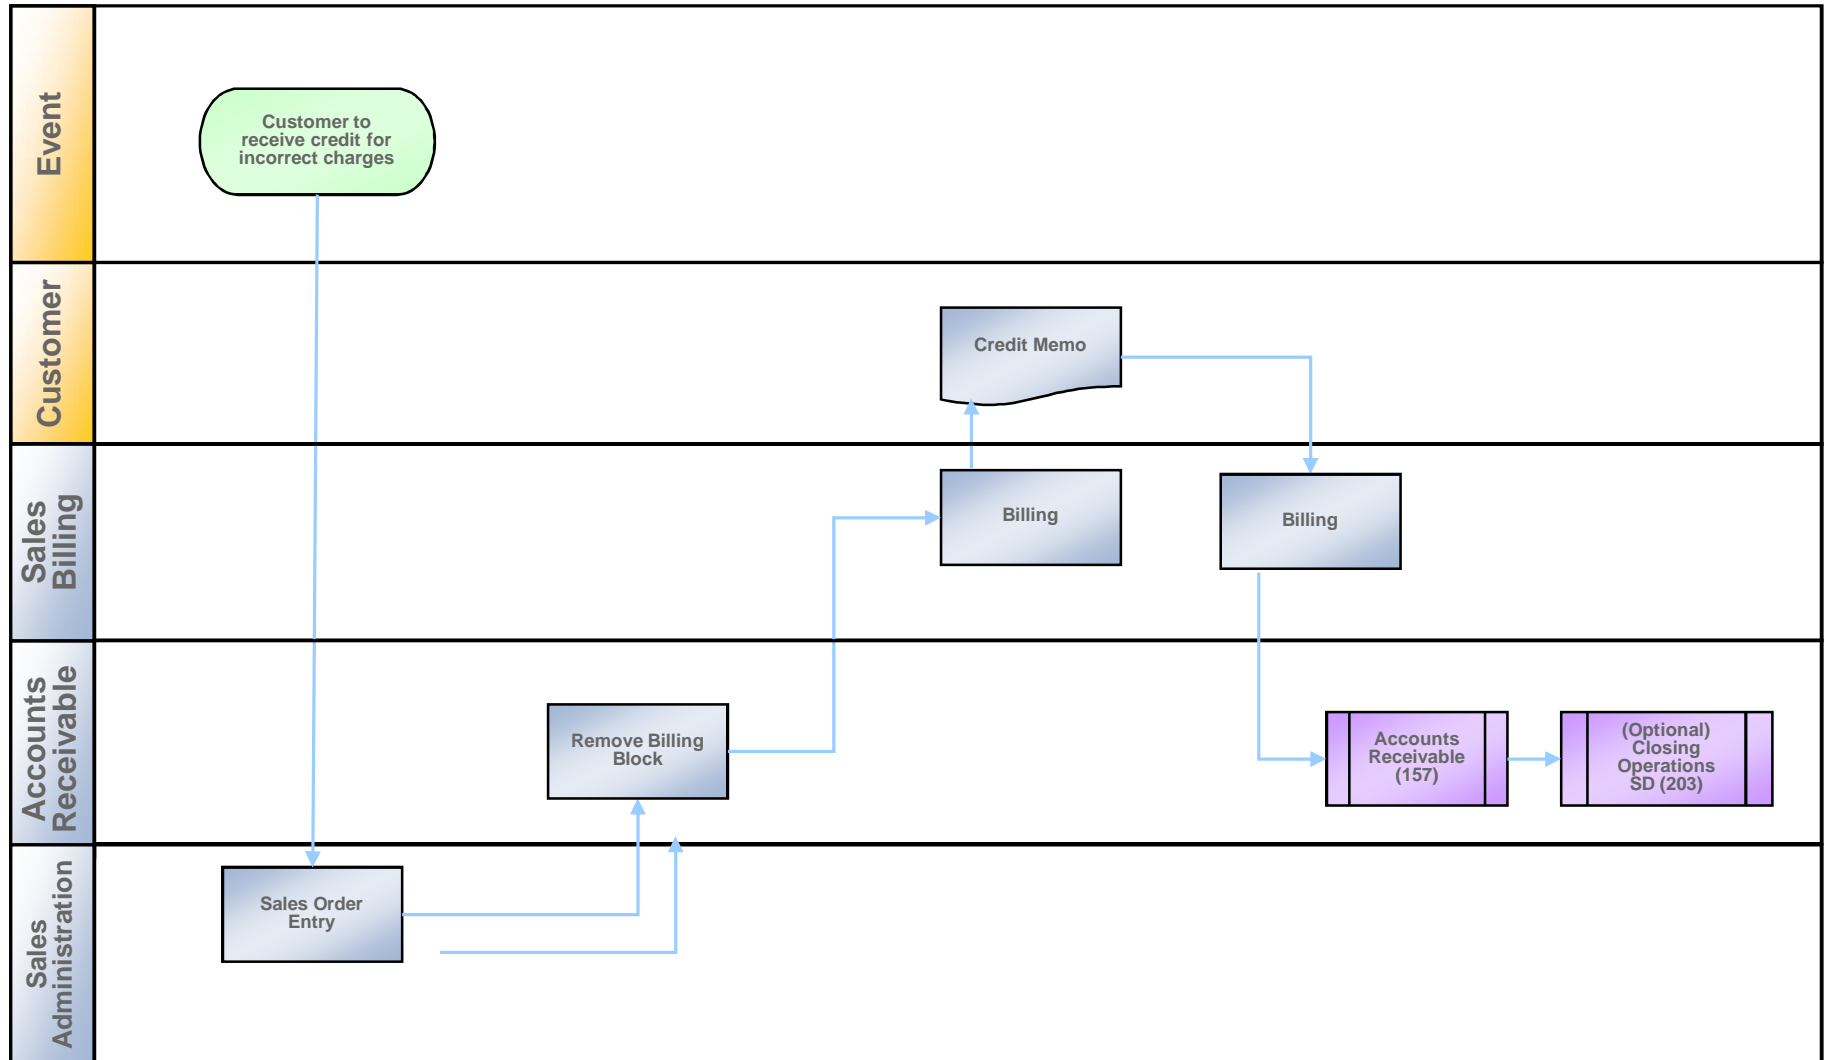 Event
Customer to
receive credit for
incorrect charges
Customer
Credit Memo
Sales
Billing
Billing
Billing
Accounts
Receivable
Remove Billing
Block
Accounts
Receivable
(157)
(Optional)
Closing
Operations
SD (203)
Sales
Administration
Sales Order
Entry